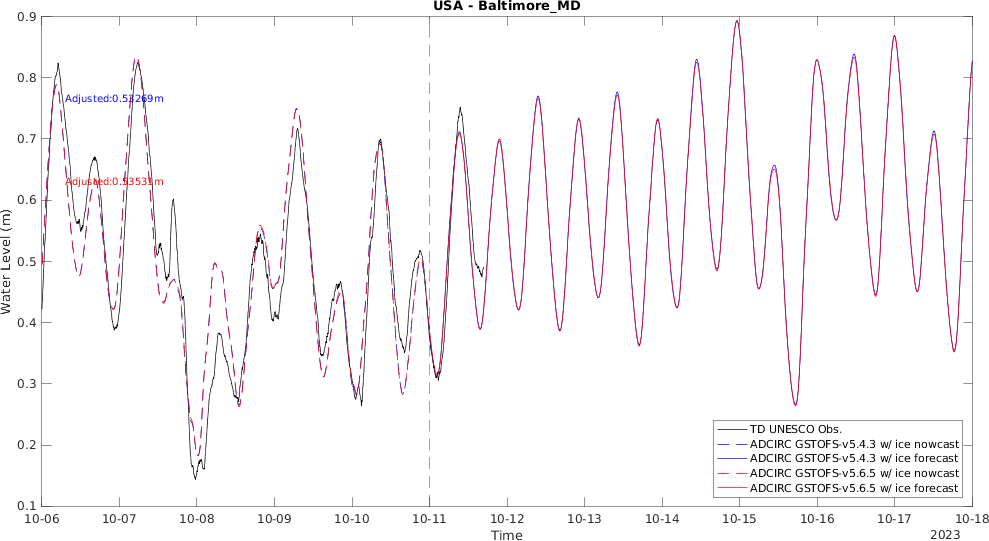 USA - Baltimore_MD
0.9
0.8
0.7
0.6
0.5
0.4
0.3
0.2
0.1
Water Level (m)
Adjusted:0.53269m
Adjusted:0.53531m
TD UNESCO Obs.
ADCIRC GSTOFS-v5.4.3 w/ ice nowcast
ADCIRC GSTOFS-v5.4.3 w/ ice forecast
ADCIRC GSTOFS-v5.6.5 w/ ice nowcast
ADCIRC GSTOFS-v5.6.5 w/ ice forecast
10-06 10-07 10-08 10-09 10-10 10-11 10-12 10-13 10-14 10-15 10-16 10-17 10-18
Time
2023